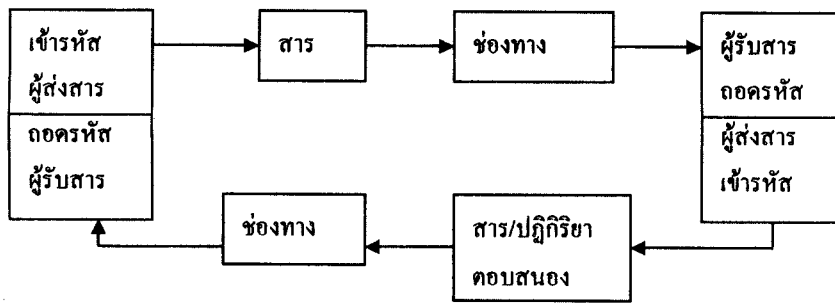 เข้ารหัส
ผู้ส่งสาร
ถอดรหัส
ผู้รับสาร
สาร
ช่องทาง
ผู้รับสาร
ถอดรหัส
ผู้ส่งสาร
เข้ารหัส
สาร/ปฏิกิริยา
ตอบสนอง
ช่องทาง